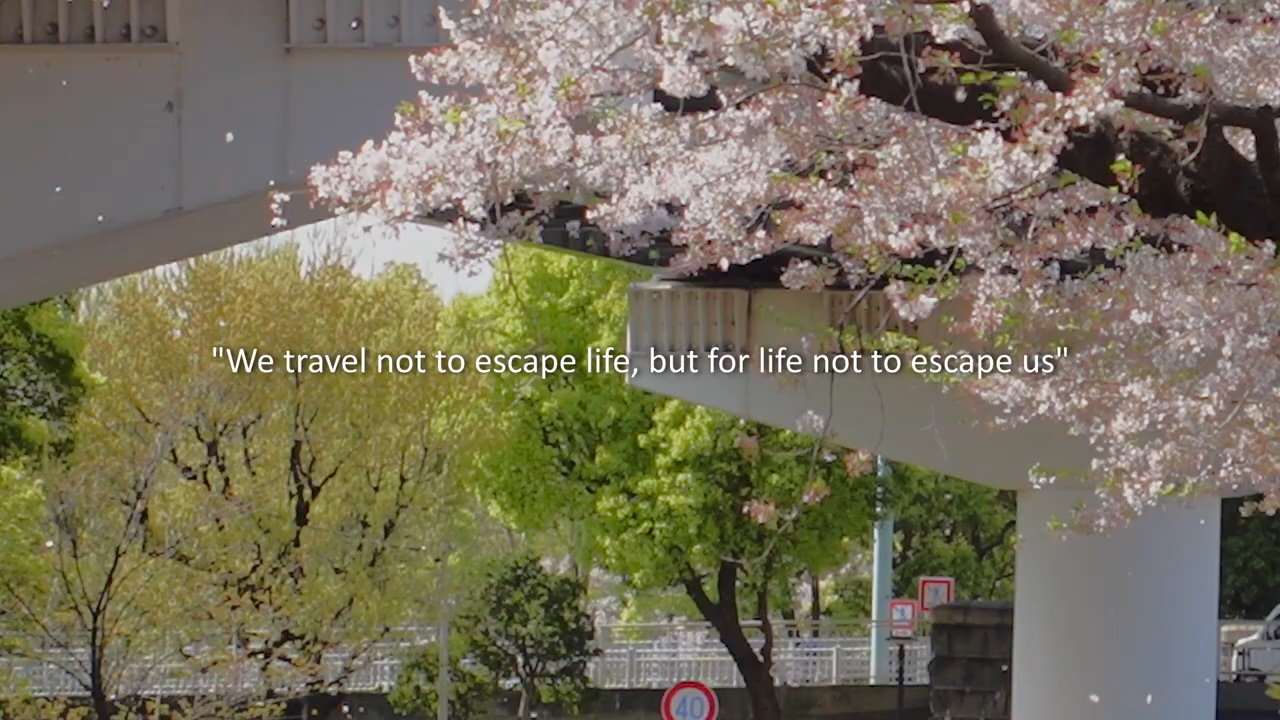 "We travel not to escape life, but for life not to escape us"
40